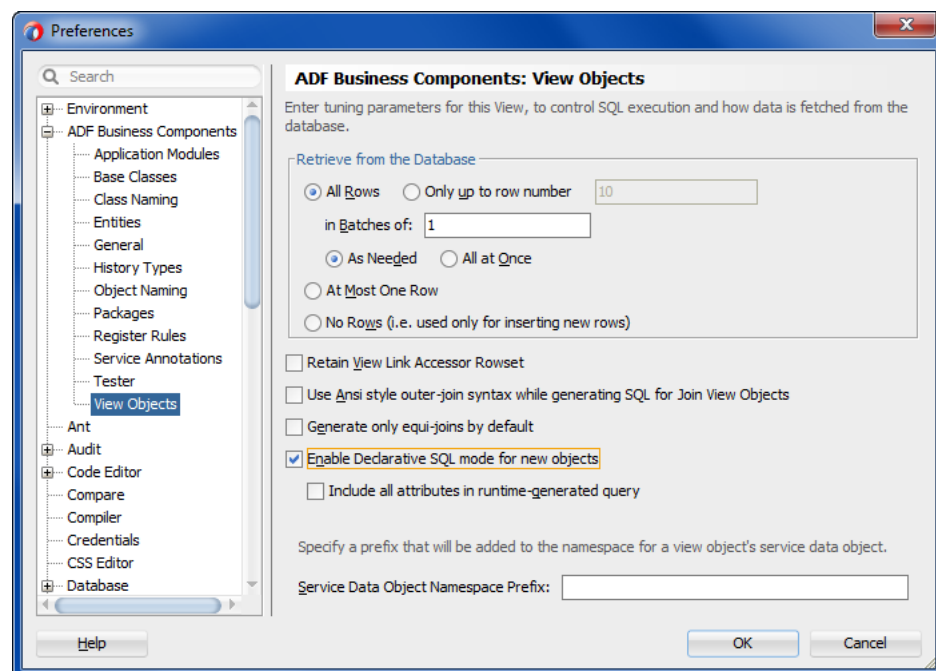 Preferences
Search
Environment
ADF Business Components
Application Modules
Base Classes
Class Naming
Entities
General
History Types
Object Naming
Packages
Register Rules
Service Annotations
Tester
View Objects
Ant
Audit
Code Editor
Compare
Compiler
Credentials
CSS Editor
Database
ADF Business Components: View Objects
Enter tuning parameters for this View, to control SQL execution and how data is fetched from the
database.
Retrieve from the Database
All Rows Only up to row number 10
in Batches of: 1
As Needed All at Once
At Most One Row
No Rows (i.e. used only for inserting new rows)
Retain View Link Accessor Rowset
Use Ansi style outer-join syntax while generating SQL for Join View Objects
Generate only equi-joins by default
Enable Declarative SQL mode for new objects
Include all attributes in runtime-generated query
Specify a prefix that will be added to the namespace for a view object's service data object.
Service Data Object Namespace Prefix:
Help OK Cancel